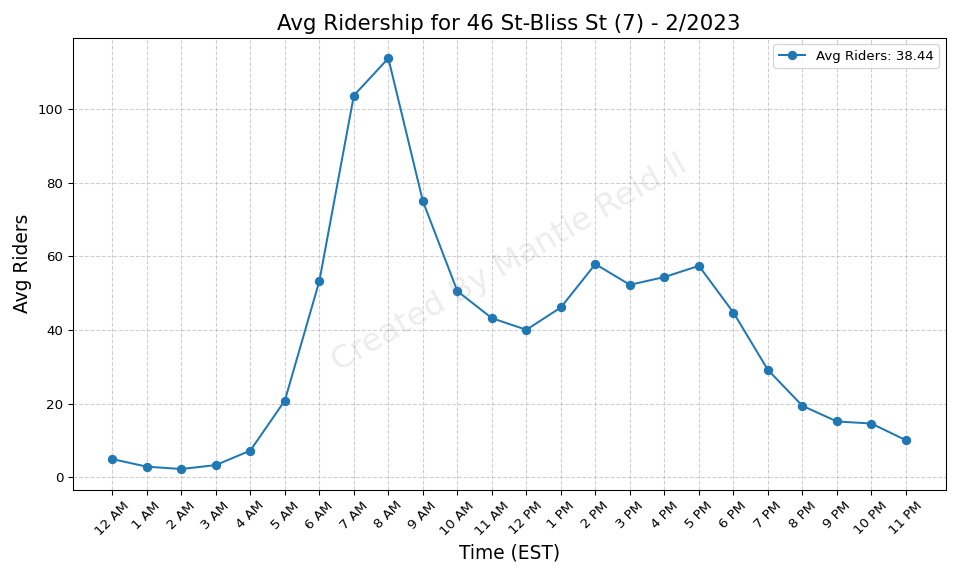 Avg Ridership for 46 St-Bliss St (7) - 2/2023
Avg Riders: 38.44
Avg Riders
100
80
60
40
20
0
Created By Mantie Reid II
12 AM
1 AM
2 AM
3 AM
4 AM
5 AM
6 AM
7 AM
8 AM
9 AM
10 AM
11 AM
12 PM
1 PM
2 PM
3 PM
4 PM
5 PM
6 PM
7 PM
8 PM
9 PM
10 PM
11 PM
Time (EST)